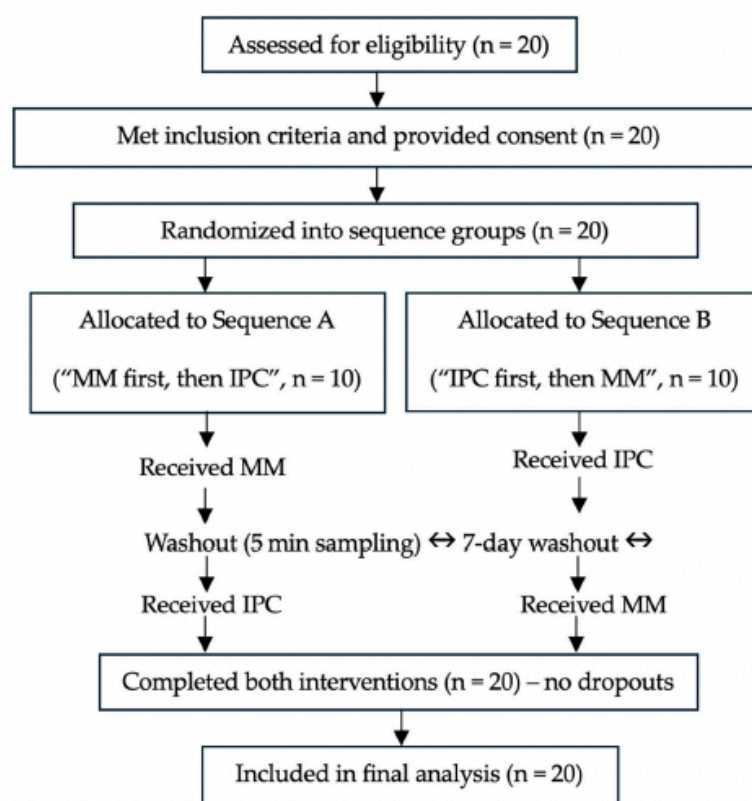 Assessed for eligibility (n = 20)
Met inclusion criteria and provided consent (n = 20)
Randomized into sequence groups (n = 20)
Allocated to Sequence A
(“MM first, then IPC”, n = 10)
Allocated to Sequence B
(“IPC first, then MM”, n = 10)
Received MM
Received IPC
Washout (5 min sampling) ⇔ 7-day washout ⇔
Received IPC
Received MM
Completed both interventions (n = 20) – no dropouts
Included in final analysis (n = 20)